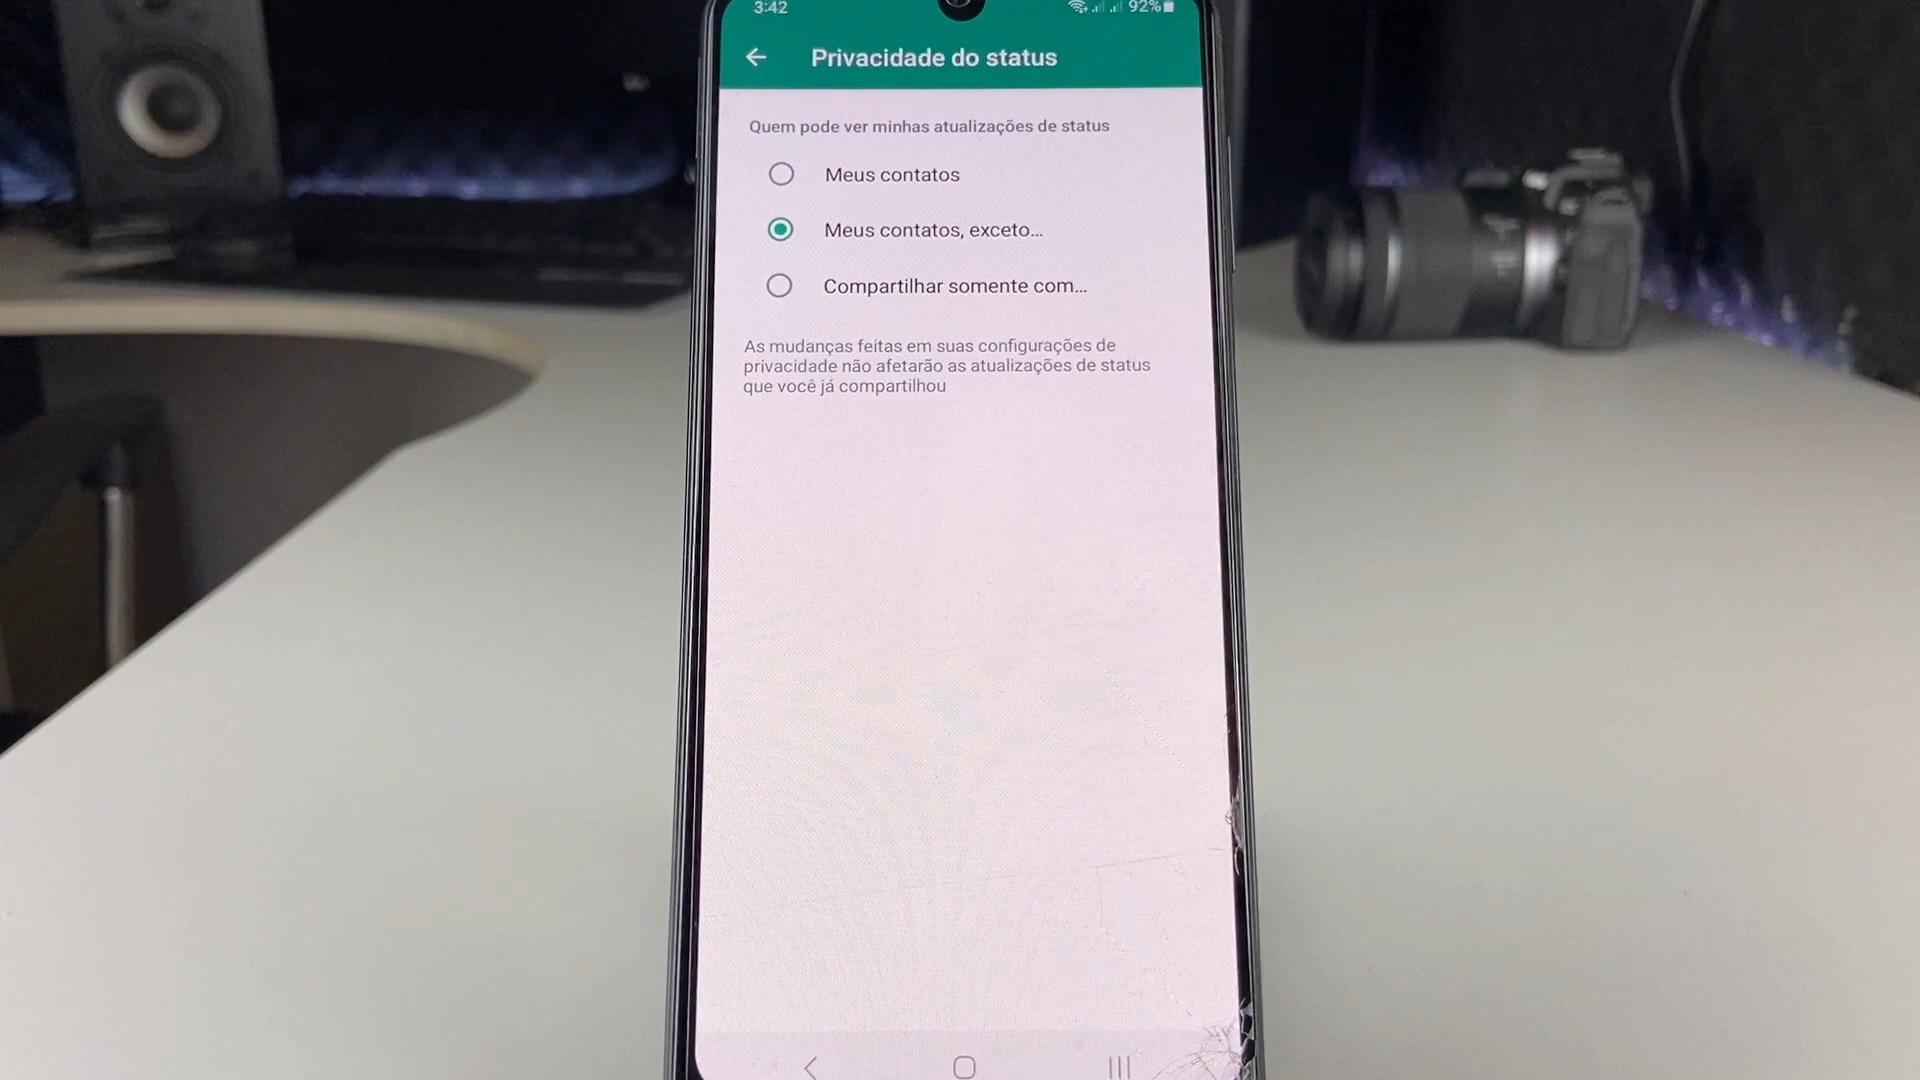 3:42
92%
Privacidade do status
Quem pode ver minhas atualizações de status
Meus contatos
Meus contatos, exceto...
Compartilhar somente com...
As mudanças feitas em suas configurações de
privacidade não afetarão as atualizações de status
que você já compartilhou